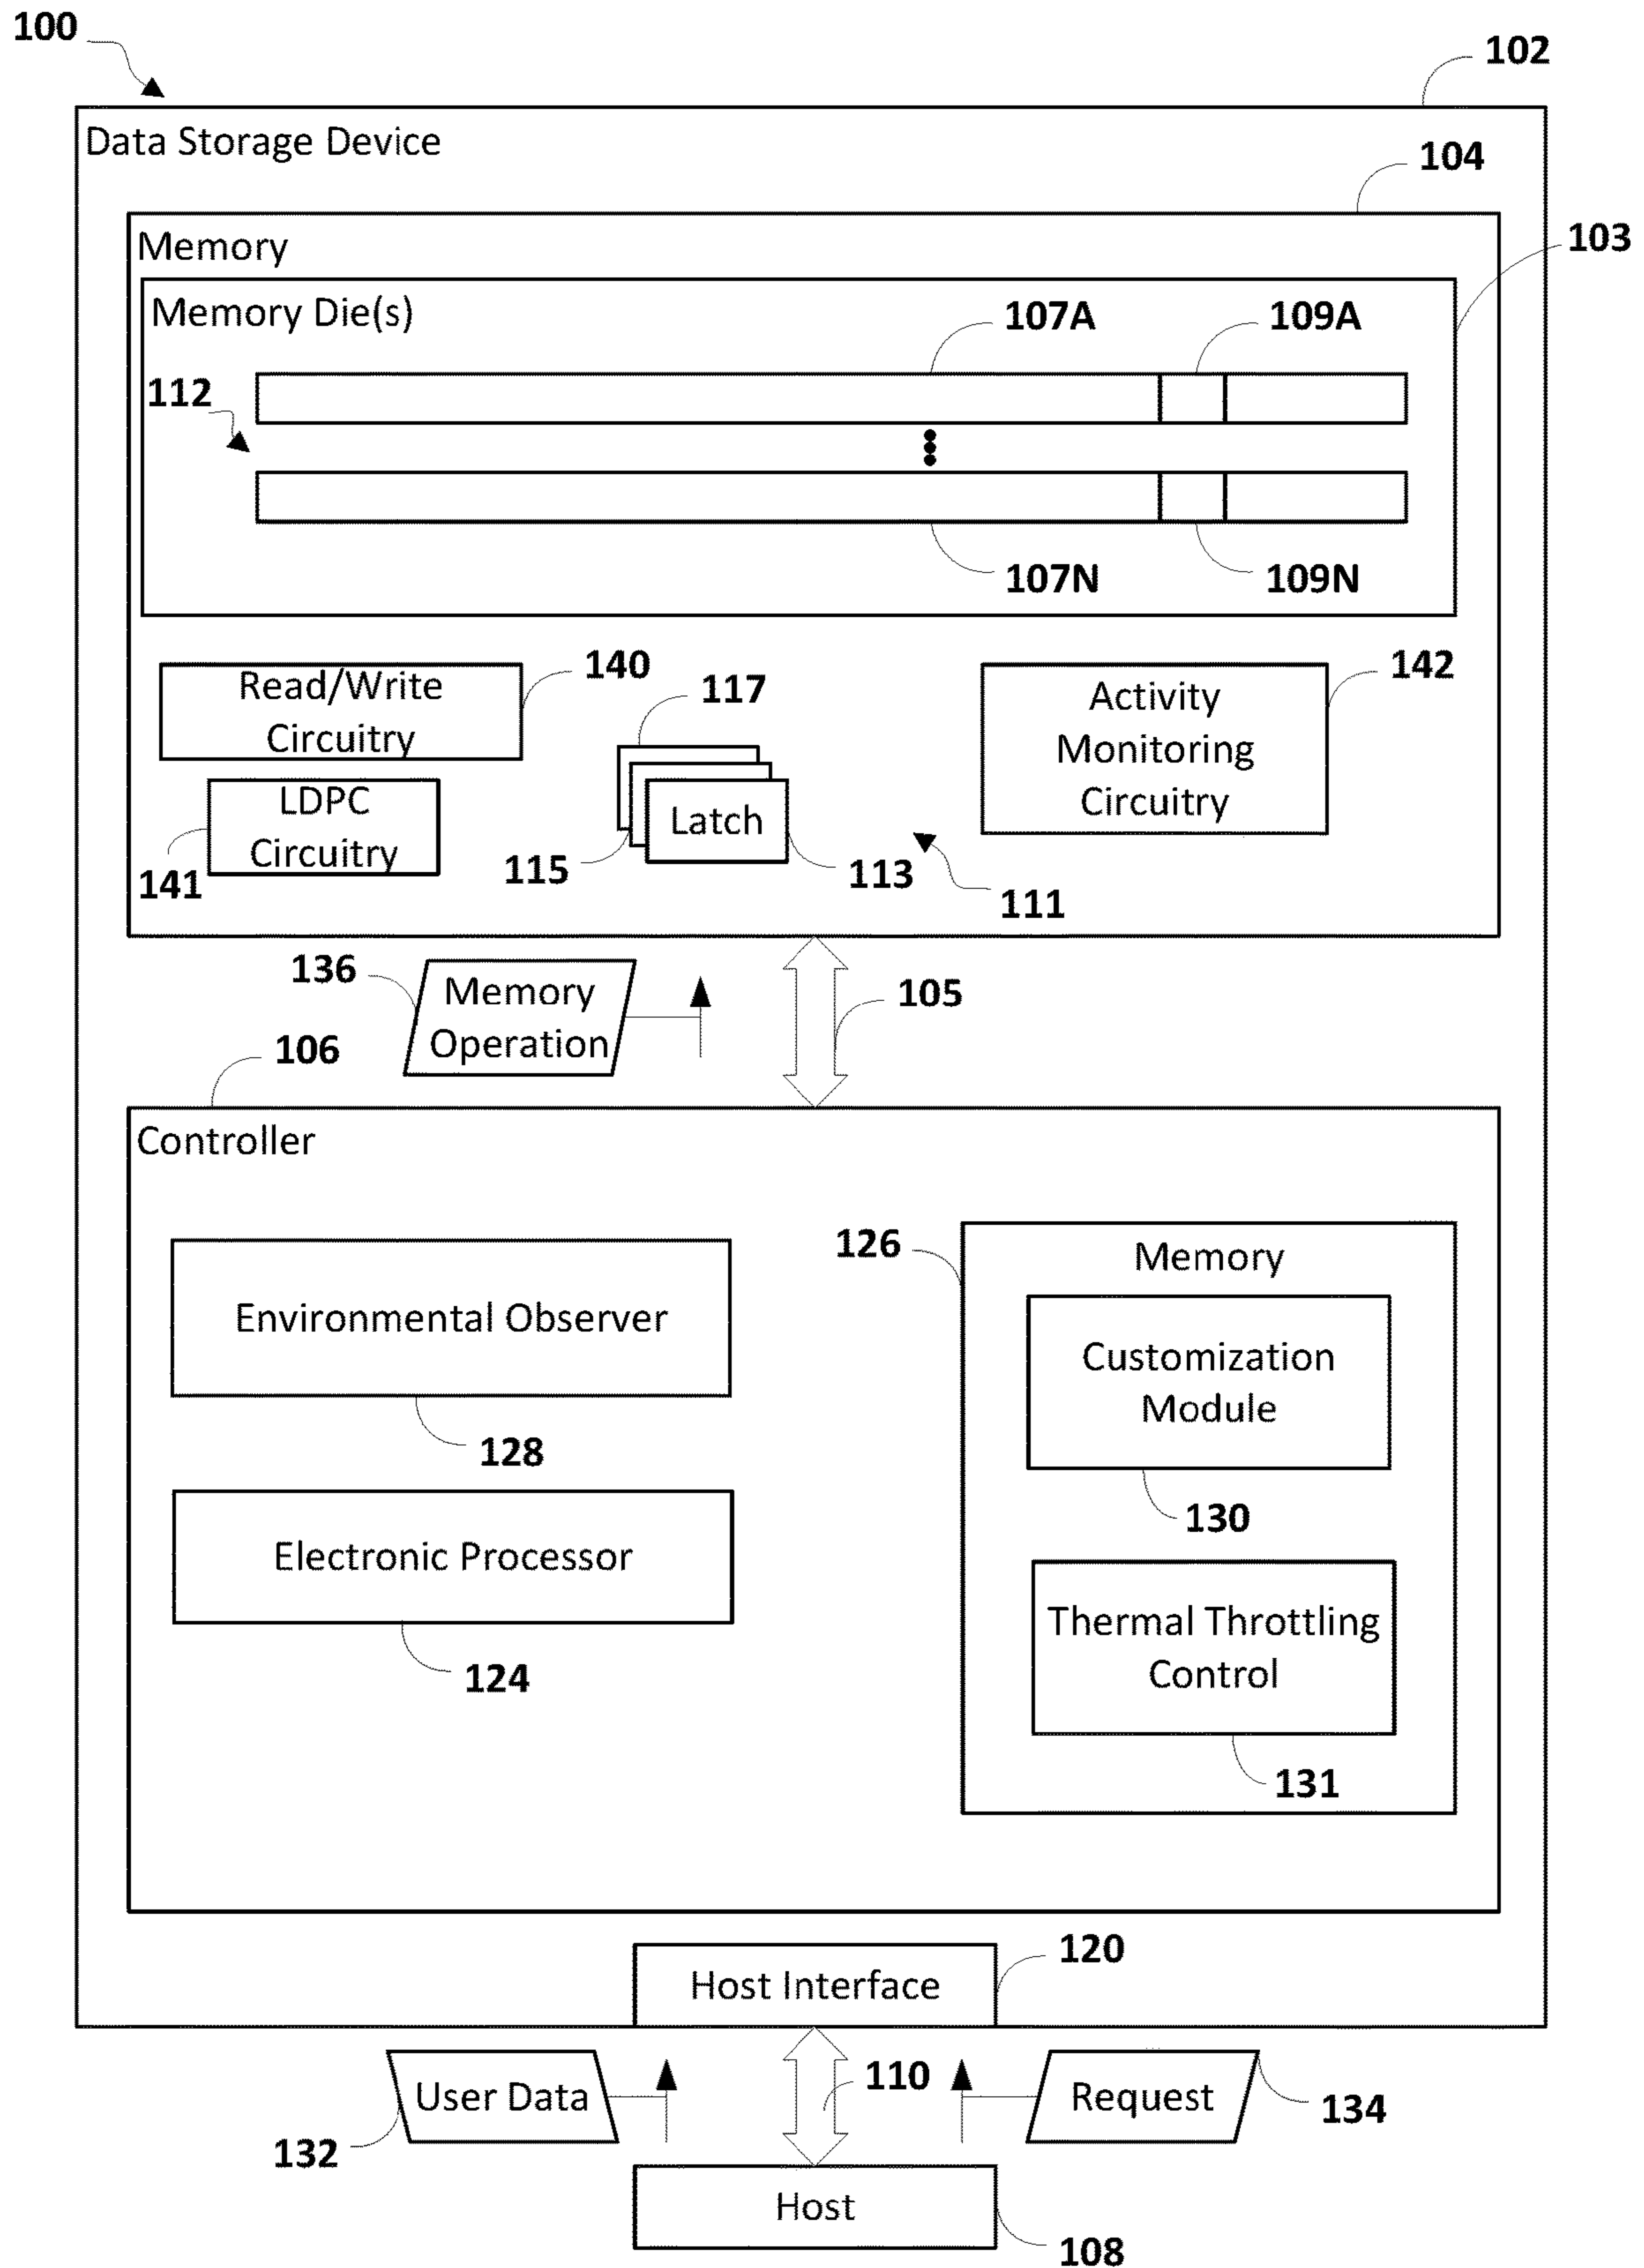 100
102
Data Storage Device
104
Memory
103
Memory Die(s)
107A
109A
112
107N
109N
Read/Write
Circuitry
140
117
Activity
Monitoring
Circuitry
142
LDPC
Circuitry
141
Latch
115
113
111
136
Memory
Operation
105
106
Controller
Environmental Observer
128
Electronic Processor
124
126
Memory
Customization
Module
130
Thermal Throttling
Control
131
Host Interface
120
User Data
132
110
Request
134
Host
108